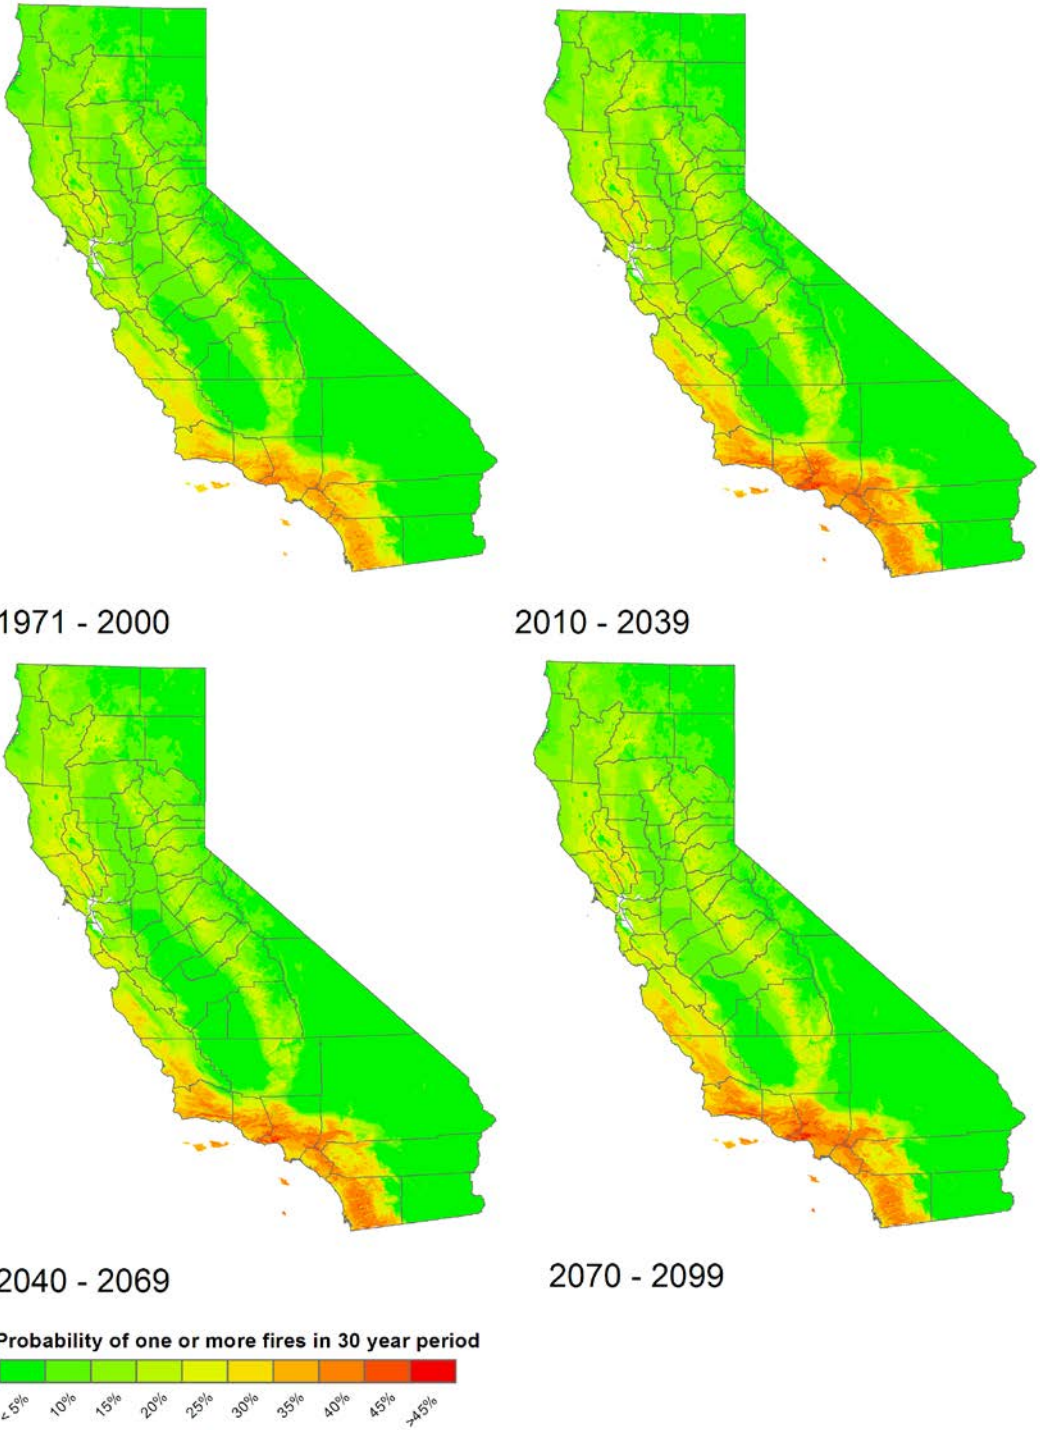 1971 - 2000
2010 - 2039
2040 - 2069
2070 - 2099
Probability of one or more fires in 30 year period
< 5% 10% 15% 20% 25% 30% 35% 40% 45% >45%